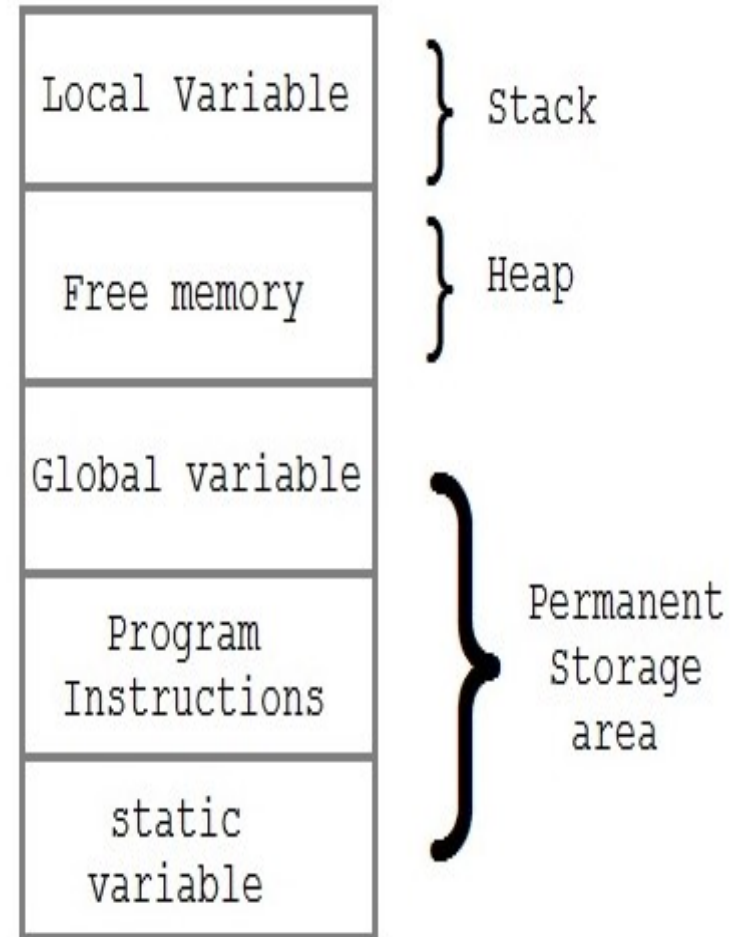 Local Variable
Stack
Free memory
Heap
Global variable
Program
Instructions
Permanent
Storage
area
static
variable